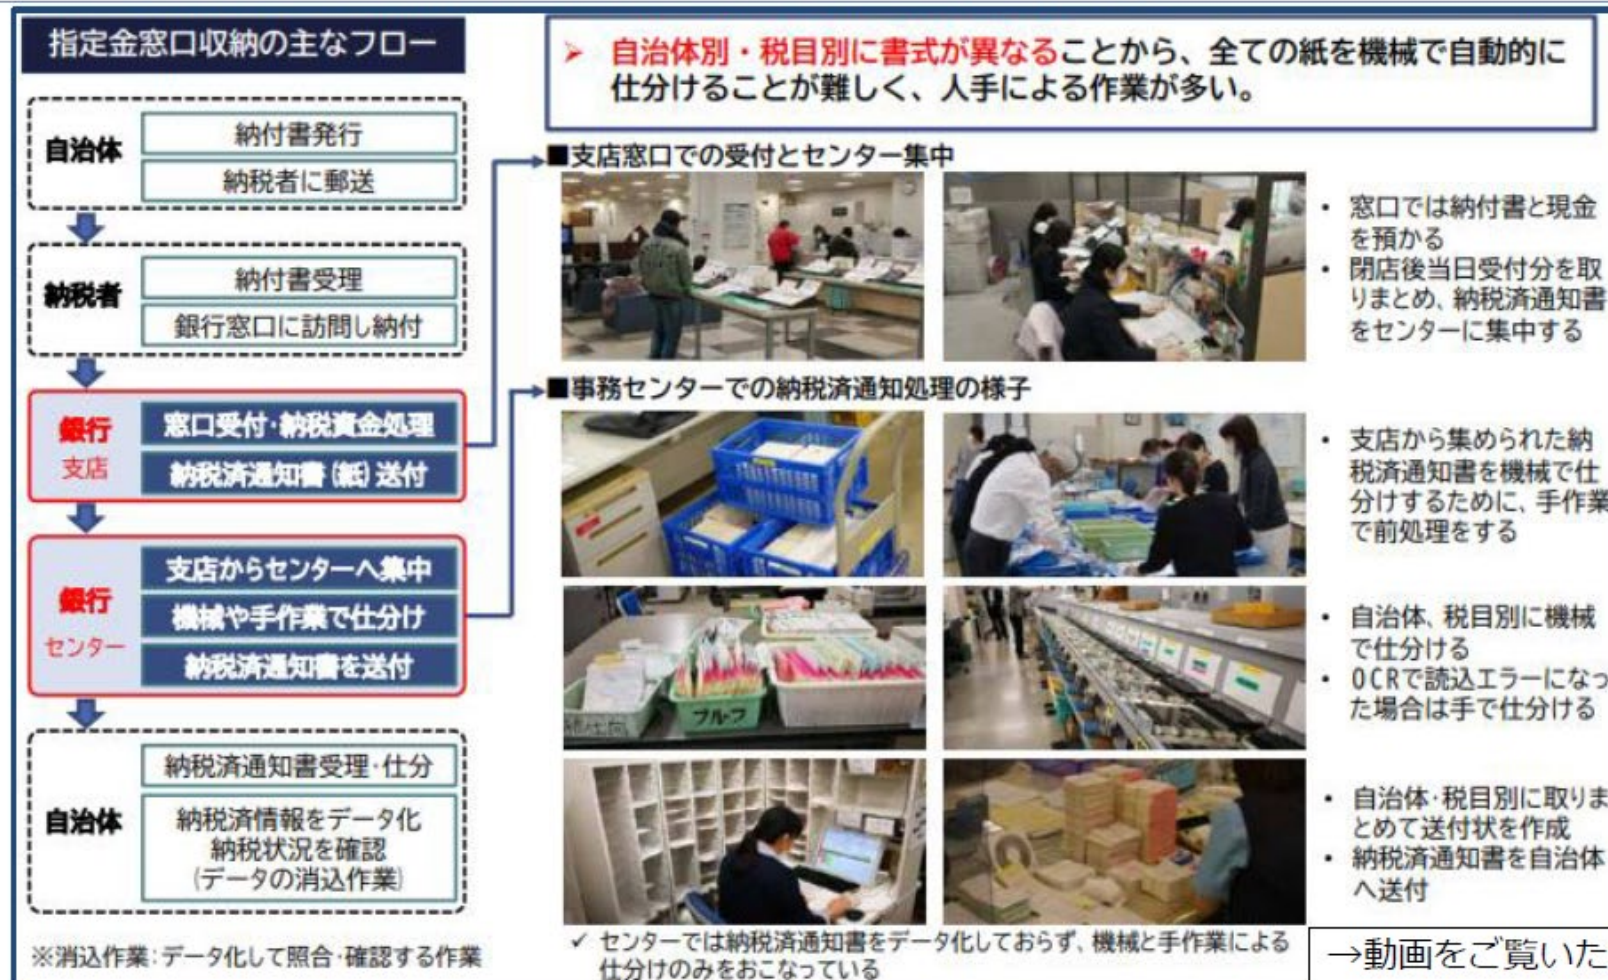 指定金窓口収納の主なフロー
自治体
納付書発行
納税者に郵送
納税者
納付書受理
銀行窓口に訪問し納付
銀行
支店
窓口受付・納税資金処理
納税済通知書(紙)送付
銀行
センター
支店からセンターへ集中
機械や手作業で仕分け
納税済通知書を送付
自治体
納税済通知書受理・仕分
納税済情報をデータ化
納税状況を確認
(データの消込作業)
※消込作業:データ化して照合・確認する作業
➢ 自治体別・税目別に書式が異なることから、全ての紙を機械で自動的に
仕分けることが難しく、人手による作業が多い。
■支店窓口での受付とセンター集中
• 窓口では納付書と現金
を預かる
• 閉店後当日受付分を取
りまとめ、納税済通知書
をセンターに集中する
■事務センターでの納税済通知処理の様子
• 支店から集められた納
税済通知書を機械で仕
分けするために、手作業
で前処理をする
プルーフ
• 自治体、税目別に機械
で仕分ける
• OCRで読込エラーになっ
た場合は手で仕分ける
• 自治体・税目別に取りま
とめて送付状を作成
• 納税済通知書を自治体
へ送付
✓ センターでは納税済通知書をデータ化しておらず、機械と手作業による
仕分けのみをおこなっている
→動画をご覧いた